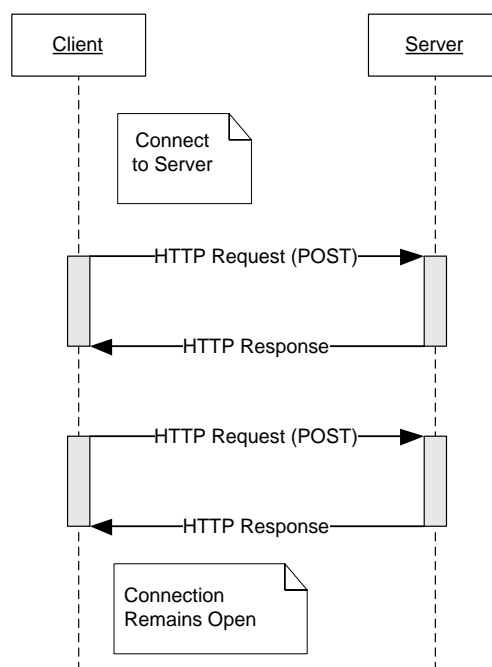 Client
Server
Connect
to Server
HTTP Request (POST)
HTTP Response
HTTP Request (POST)
HTTP Response
Connection
Remains Open